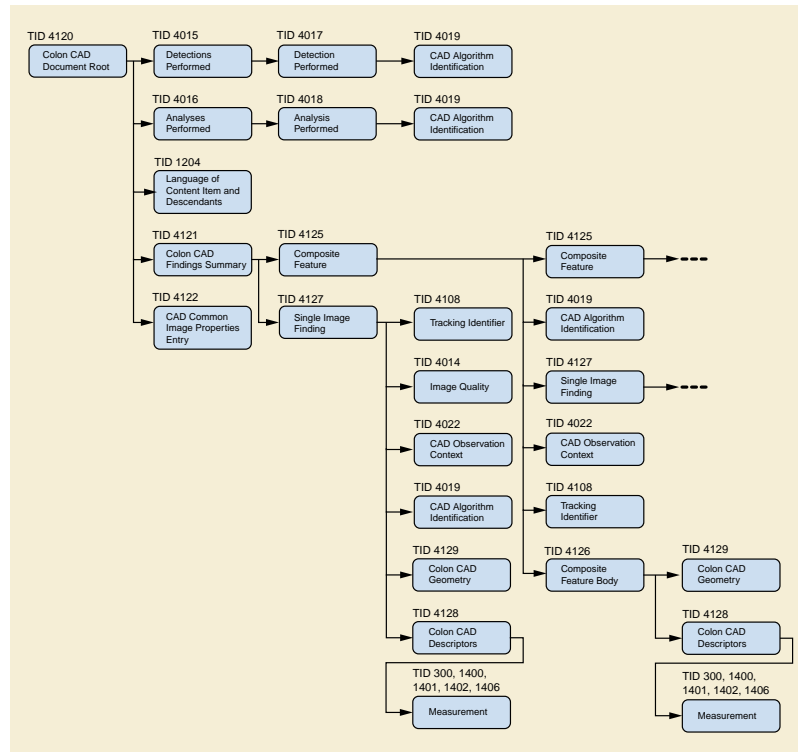 TID 4120
Colon CAD
Document Root
TID 4015
Detections
Performed
TID 4017
Detection
Performed
TID 4019
CAD Algorithm
Identification
TID 4016
Analyses
Performed
TID 4018
Analysis
Performed
TID 4019
CAD Algorithm
Identification
TID 1204
Language of
Content Item and
Descendants
TID 4121
Colon CAD
Findings Summary
TID 4125
Composite
Feature
TID 4125
Composite
Feature
TID 4122
CAD Common
Image Properties
Entry
TID 4127
Single Image
Finding
TID 4108
Tracking Identifier
TID 4019
CAD Algorithm
Identification
TID 4014
Image Quality
TID 4127
Single Image
Finding
TID 4022
CAD Observation
Context
TID 4022
CAD Observation
Context
TID 4019
CAD Algorithm
Identification
TID 4108
Tracking
Identifier
TID 4129
Colon CAD
Geometry
TID 4126
Composite
Feature Body
TID 4129
Colon CAD
Geometry
TID 4128
Colon CAD
Descriptors
TID 4128
Colon CAD
Descriptors
TID 300, 1400,
1401, 1402, 1406
Measurement
TID 300, 1400,
1401, 1402, 1406
Measurement